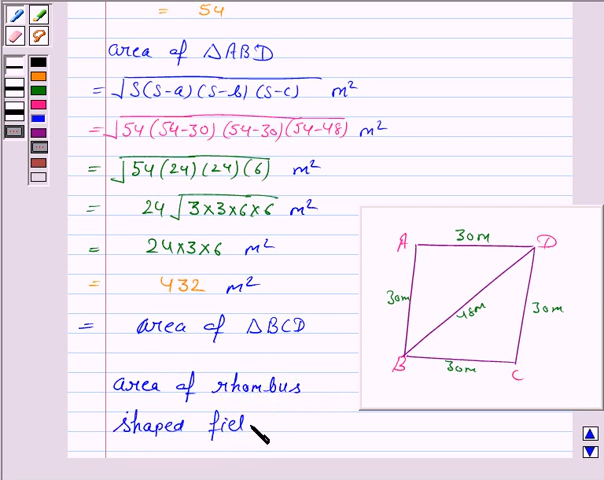 = 54
area of △ABD
= √S(S-a)(S-b)(S-c) m²
= √54(54-30)(54-30)(54-48) m²
= √54(24)(24)(6) m²
= 24√3×3×6×6 m²
= 24×3×6 m²
= 432 m²
= area of △BCD
area of rhombus
shaped fiel
A 30m D
30m 48m 30m
B 30m C